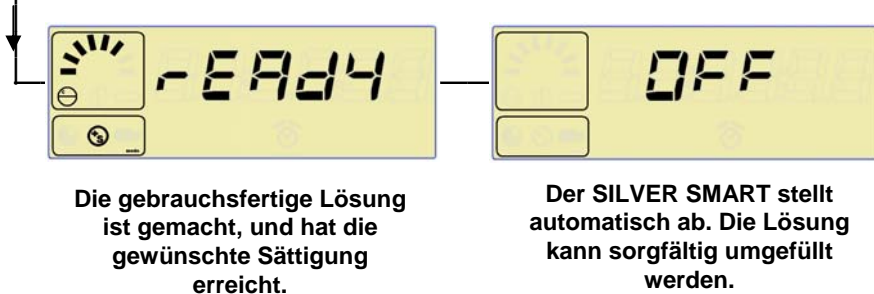 rEAdY
OFF
Die gebrauchsfertige Lösung
ist gemacht, und hat die
gewünschte Sättigung
erreicht.
Der SILVER SMART stellt
automatisch ab. Die Lösung
kann sorgfältig umgefüllt
werden.